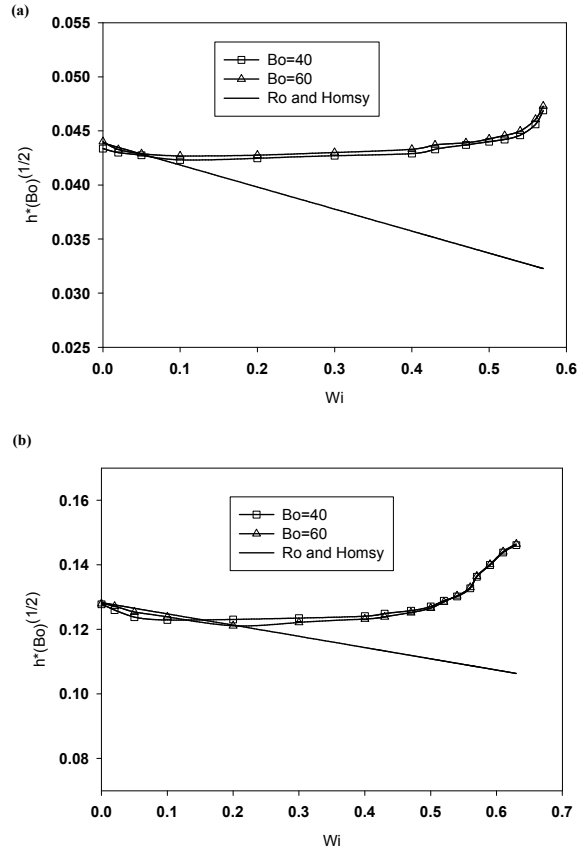 (a)
0.055
0.050
0.045
0.040
0.035
0.030
0.025
h*(Bo)(1/2)
Bo=40
Bo=60
Ro and Homsy
0.0 0.1 0.2 0.3 0.4 0.5 0.6
Wi
(b)
0.16
0.14
0.12
0.10
0.08
h*(Bo)(1/2)
Bo=40
Bo=60
Ro and Homsy
0.0 0.1 0.2 0.3 0.4 0.5 0.6 0.7
Wi